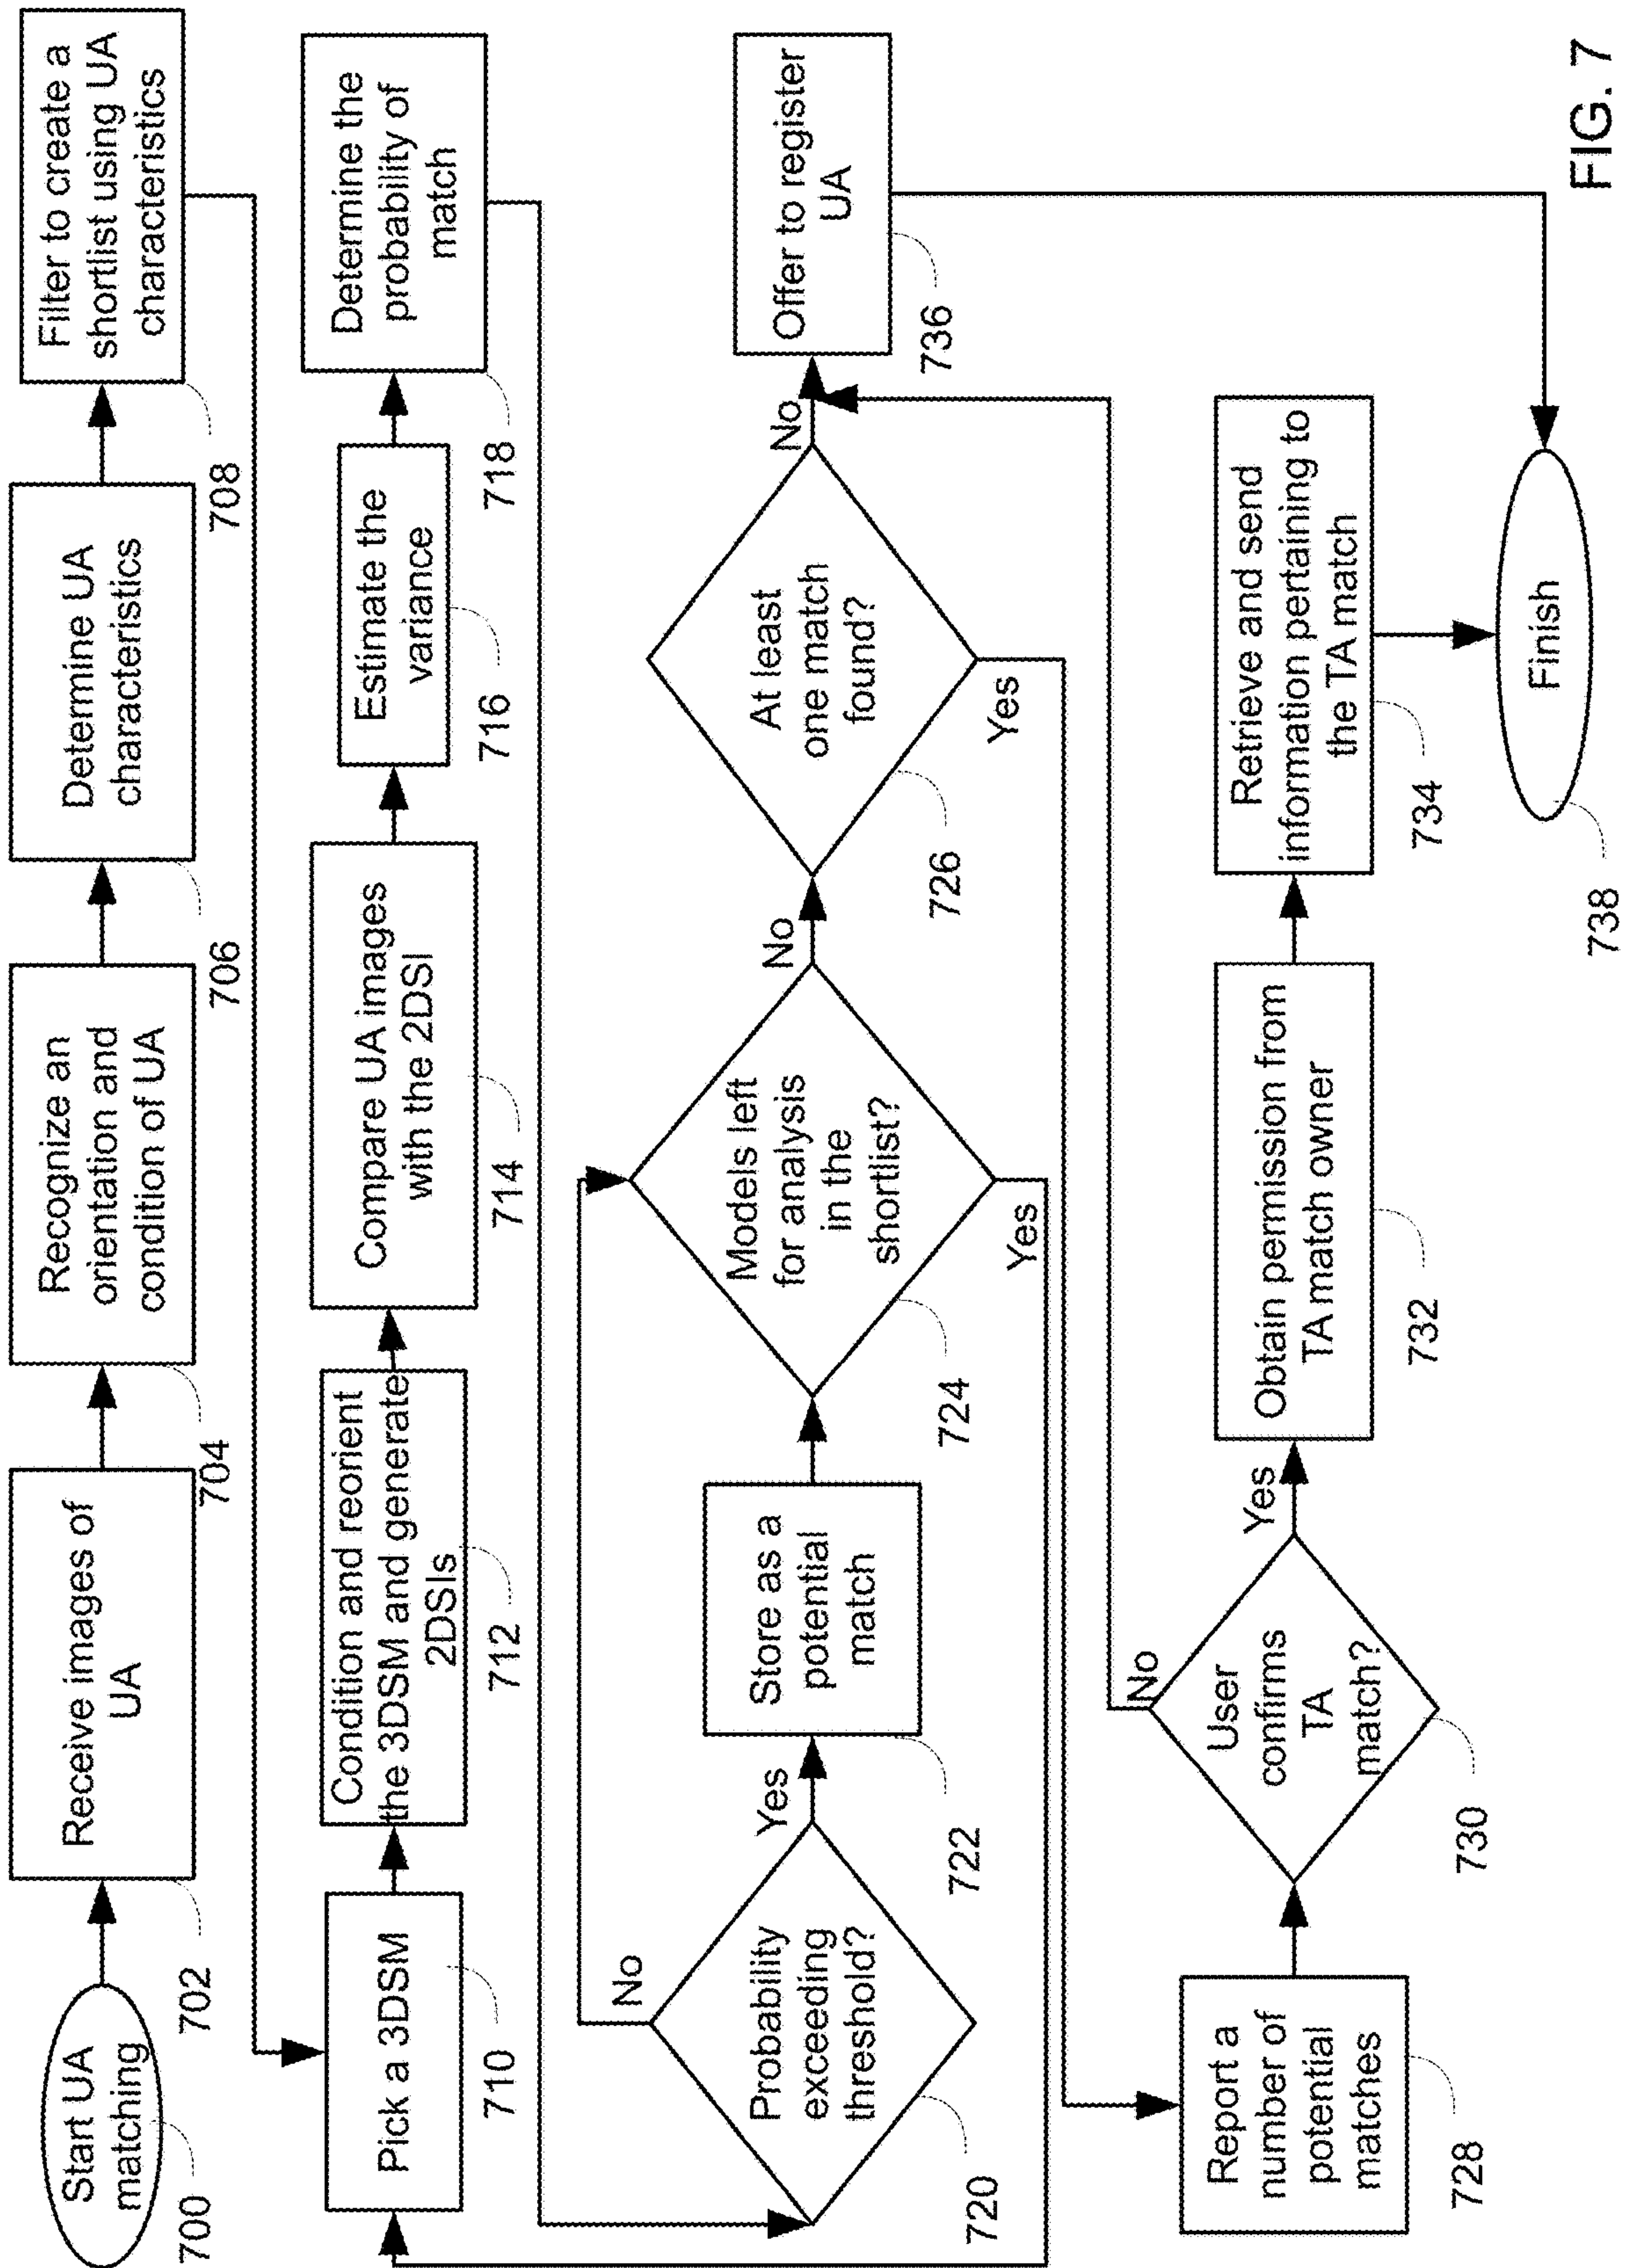 Start UA
matching
700
Receive images of
UA
702
Recognize an
orientation and
condition of UA
704
Determine UA
characteristics
706
Filter to create a
shortlist using UA
characteristics
708
Pick a 3DSM
710
Condition and reorient
the 3DSM and generate
2DSIs
712
Compare UA images
with the 2DSI
714
Estimate the
variance
716
Determine the
probability of
match
718
Probability
exceeding
threshold?
720
No
Yes
Store as a
potential
match
722
Models left
for analysis
in the
shortlist?
724
No
Yes
At least
one match
found?
726
No
Yes
Offer to register
UA
736
Report a
number of
potential
matches
728
User
confirms
TA
match?
730
No
Yes
Obtain permission from
TA match owner
732
Retrieve and send
information pertaining to
the TA match
734
Finish
738
FIG. 7